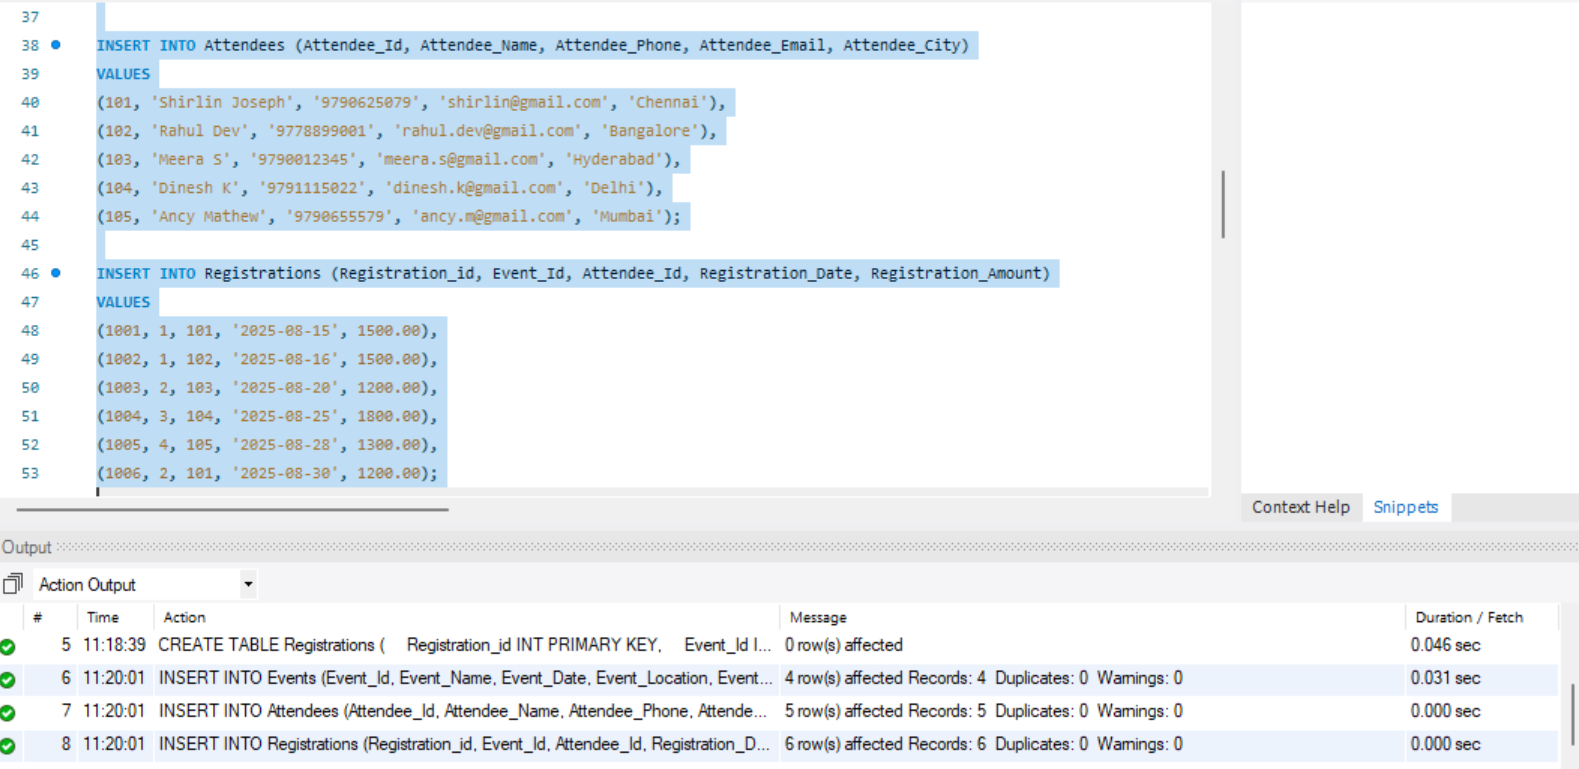 37
38 INSERT INTO Attendees (Attendee_Id, Attendee_Name, Attendee_Phone, Attendee_Email, Attendee_City)
39 VALUES
40 (101, 'Shirlin Joseph', '9790625079', 'shirlin@gmail.com', 'Chennai'),
41 (102, 'Rahul Dev', '9778899001', 'rahul.dev@gmail.com', 'Bangalore'),
42 (103, 'Meera S', '9790012345', 'meera.s@gmail.com', 'Hyderabad'),
43 (104, 'Dinesh K', '9791115022', 'dinesh.k@gmail.com', 'Delhi'),
44 (105, 'Ancy Mathew', '9790655579', 'ancy.m@gmail.com', 'Mumbai');
45
46 INSERT INTO Registrations (Registration_id, Event_Id, Attendee_Id, Registration_Date, Registration_Amount)
47 VALUES
48 (1001, 1, 101, '2025-08-15', 1500.00),
49 (1002, 1, 102, '2025-08-16', 1500.00),
50 (1003, 2, 103, '2025-08-20', 1200.00),
51 (1004, 3, 104, '2025-08-25', 1800.00),
52 (1005, 4, 105, '2025-08-28', 1300.00),
53 (1006, 2, 101, '2025-08-30', 1200.00);
Context Help Snippets
Output
Action Output
# Time Action Message Duration / Fetch
5 11:18:39 CREATE TABLE Registrations ( Registration_id INT PRIMARY KEY, Event_Id I... 0 row(s) affected 0.046 sec
6 11:20:01 INSERT INTO Events (Event_Id, Event_Name, Event_Date, Event_Location, Event... 4 row(s) affected Records: 4 Duplicates: 0 Warnings: 0 0.031 sec
7 11:20:01 INSERT INTO Attendees (Attendee_Id, Attendee_Name, Attendee_Phone, Attende... 5 row(s) affected Records: 5 Duplicates: 0 Warnings: 0 0.000 sec
8 11:20:01 INSERT INTO Registrations (Registration_id, Event_Id, Attendee_Id, Registration_D... 6 row(s) affected Records: 6 Duplicates: 0 Warnings: 0 0.000 sec